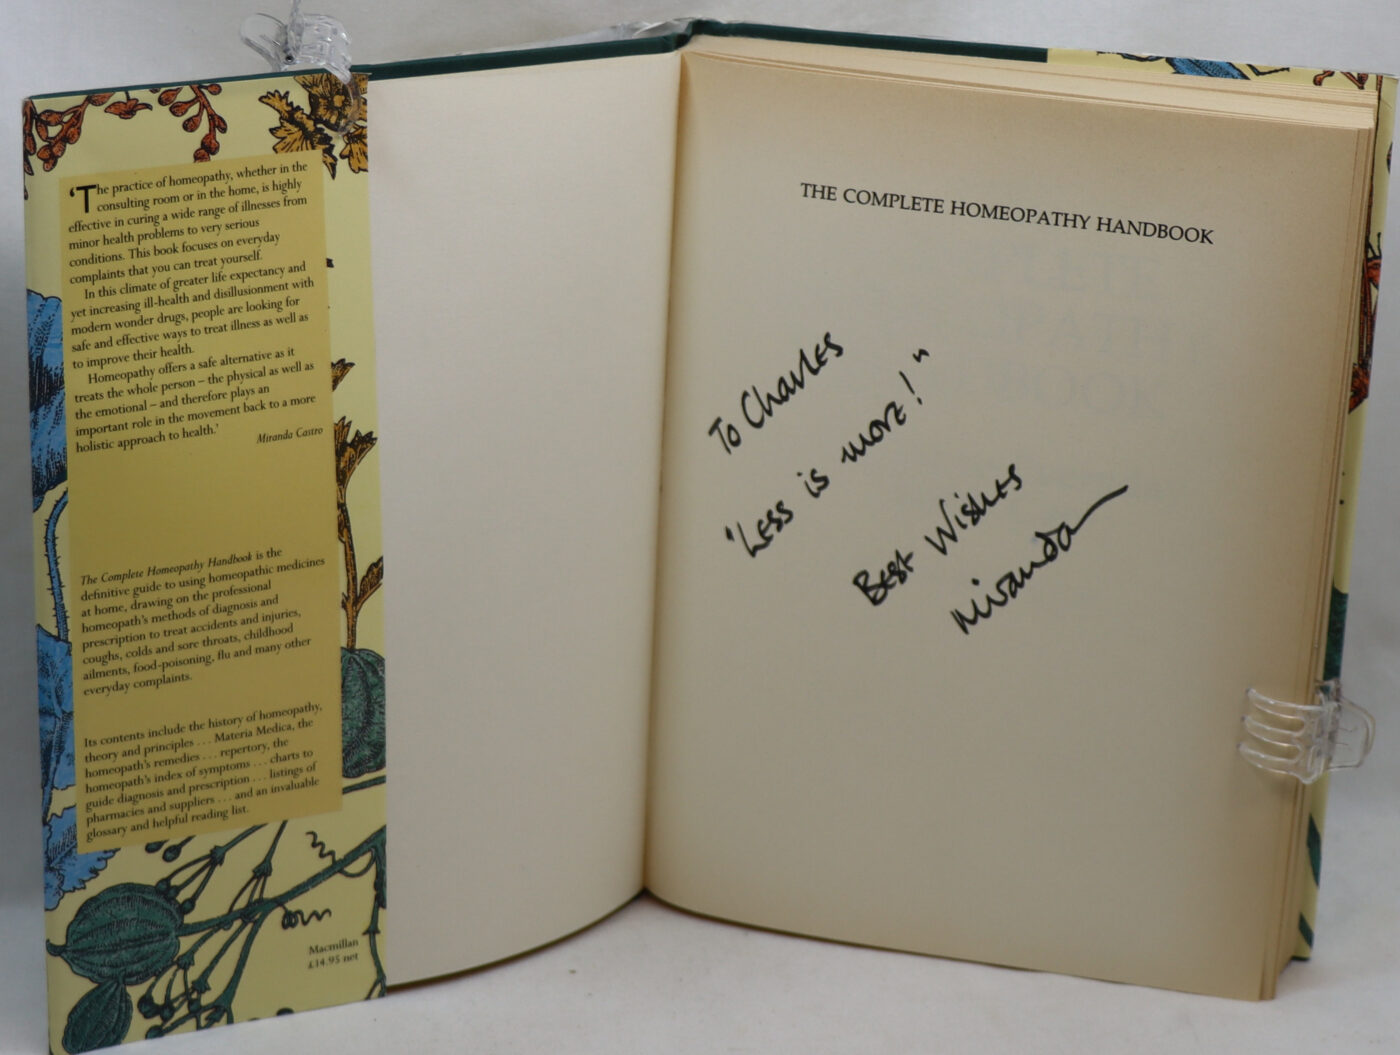 'The practice of homeopathy, whether in the
consulting room or in the home, is highly
effective in curing a wide range of illnesses from
minor health problems to very serious
conditions. This book focuses on everyday
complaints that you can treat yourself.
In this climate of greater life expectancy and
yet increasing ill-health and disillusionment with
modern wonder drugs, people are looking for
safe and effective ways to treat illness as well as
to improve their health.
Homeopathy offers a safe alternative as it
treats the whole person – the physical as well as
the emotional – and therefore plays an
important role in the movement back to a more
holistic approach to health.'
Miranda Castro
The Complete Homeopathy Handbook is the
definitive guide to using homeopathic medicines
at home, drawing on the professional
homeopath's methods of diagnosis and
prescription to treat accidents and injuries,
coughs, colds and sore throats, childhood
ailments, food-poisoning, flu and many other
everyday complaints.
Its contents include the history of homeopathy,
theory and principles . . . Materia Medica, the
homeopath's remedies . . . repertory, the
homeopath's index of symptoms . . . charts to
guide diagnosis and prescription . . . listings of
pharmacies and suppliers . . . and an invaluable
glossary and helpful reading list.
Macmillan
£14.95 net
THE COMPLETE HOMEOPATHY HANDBOOK
To Charles
"Less is more!"
Best Wishes
Miranda